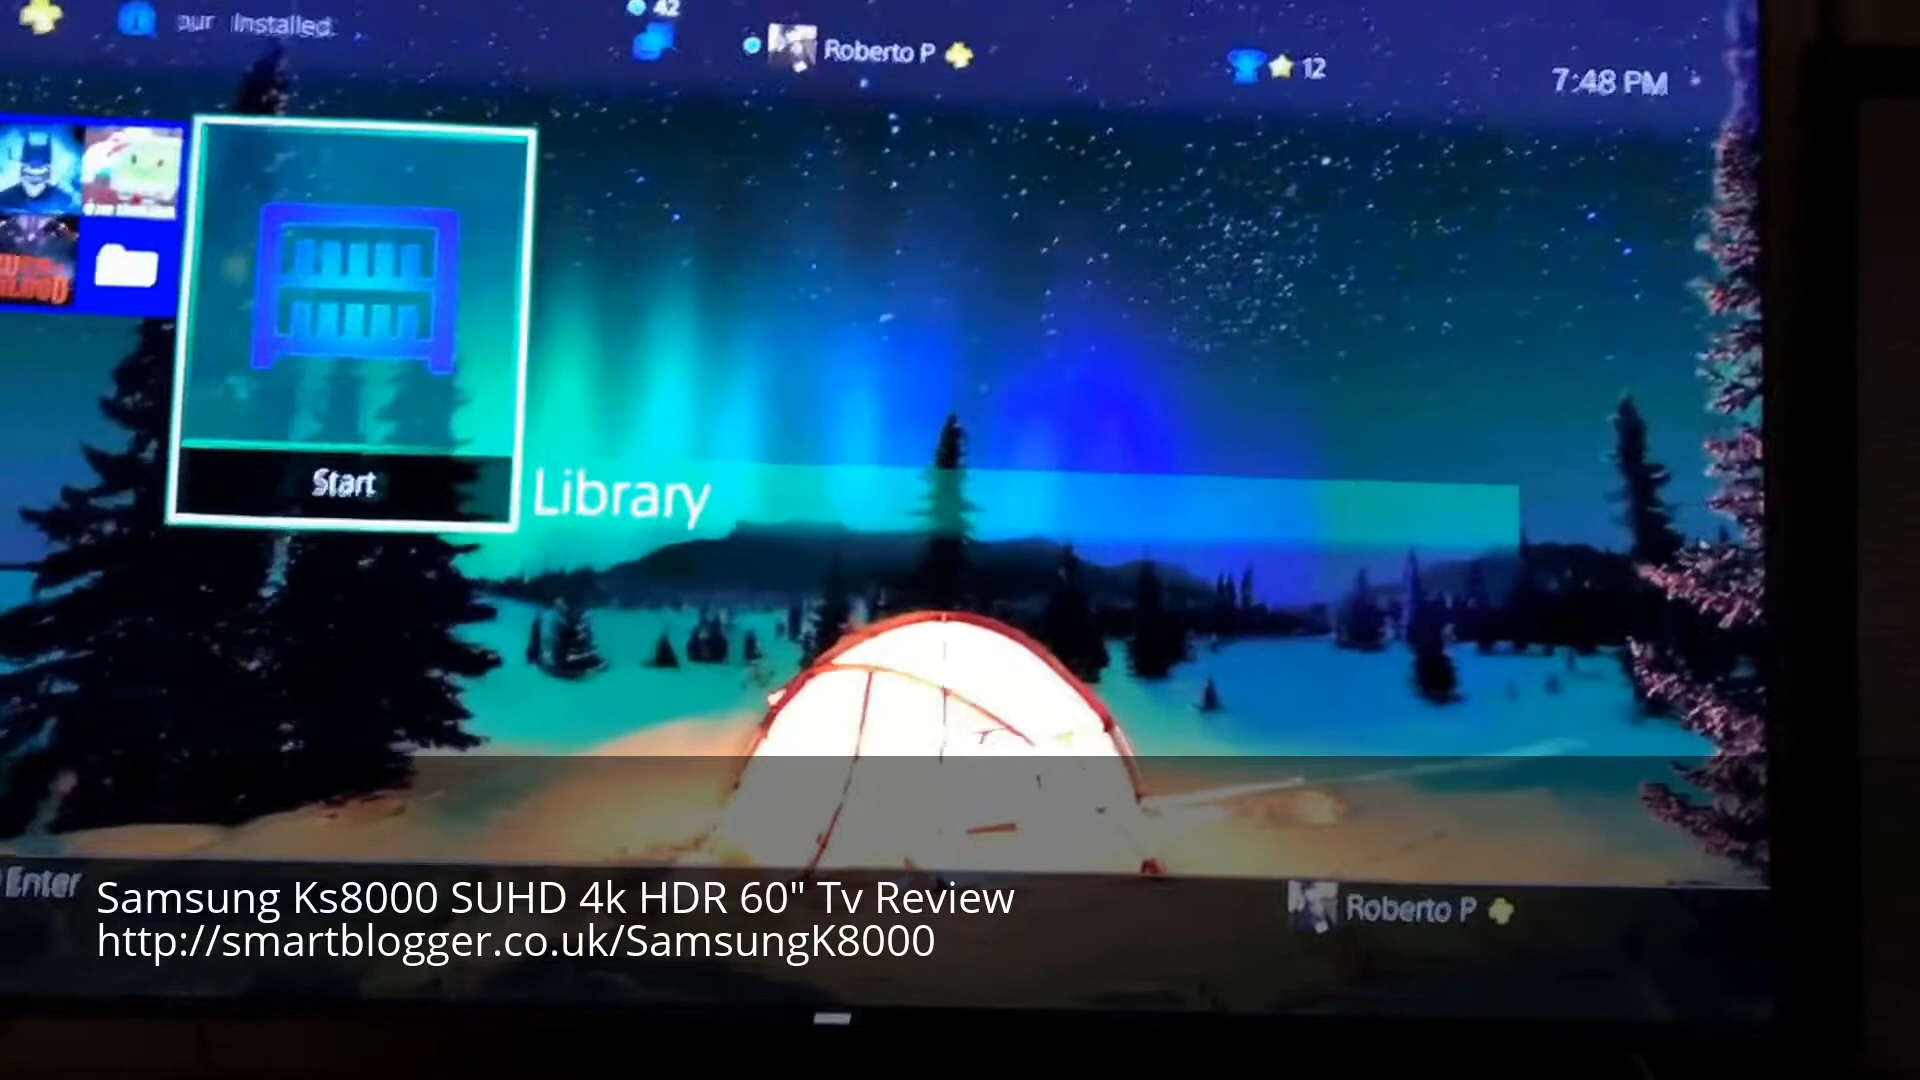 Installed.
42
Roberto P
12
7:48 PM
Start
Library
Enter
Samsung Ks8000 SUHD 4k HDR 60" Tv Review
http://smartblogger.co.uk/SamsungK8000
Roberto P